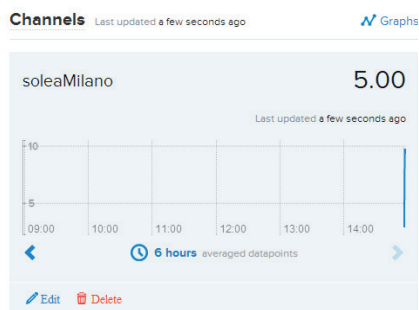 Channels Last updated a few seconds ago Graphs
soleaMilano 5.00
Last updated a few seconds ago
10
5
09:00 10:00 11:00 12:00 13:00 14:00
6 hours averaged datapoints
Edit Delete